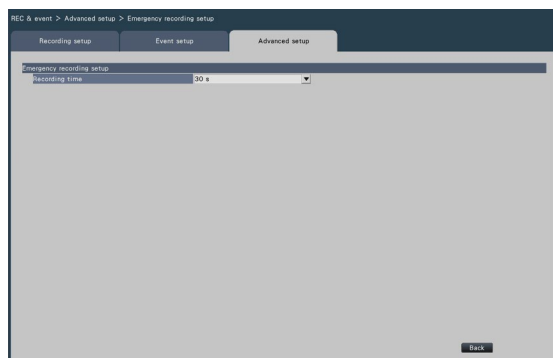 REC & event > Advanced setup > Emergency recording setup
Recording setup Event setup Advanced setup
Emergency recording setup
Recording time 30 s
Back